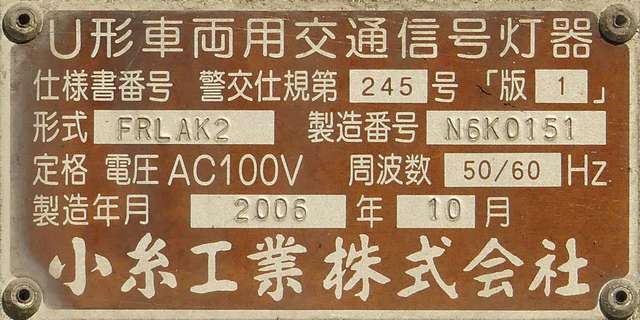 U形車両用交通信号灯器
仕様書番号 警交仕規第 245 号 「版 1 」
形式 FRLAK2 製造番号 N6K0151
定格 電圧 AC100V 周波数 50/60 Hz
製造年月 2006 年 10 月
小糸工業株式会社